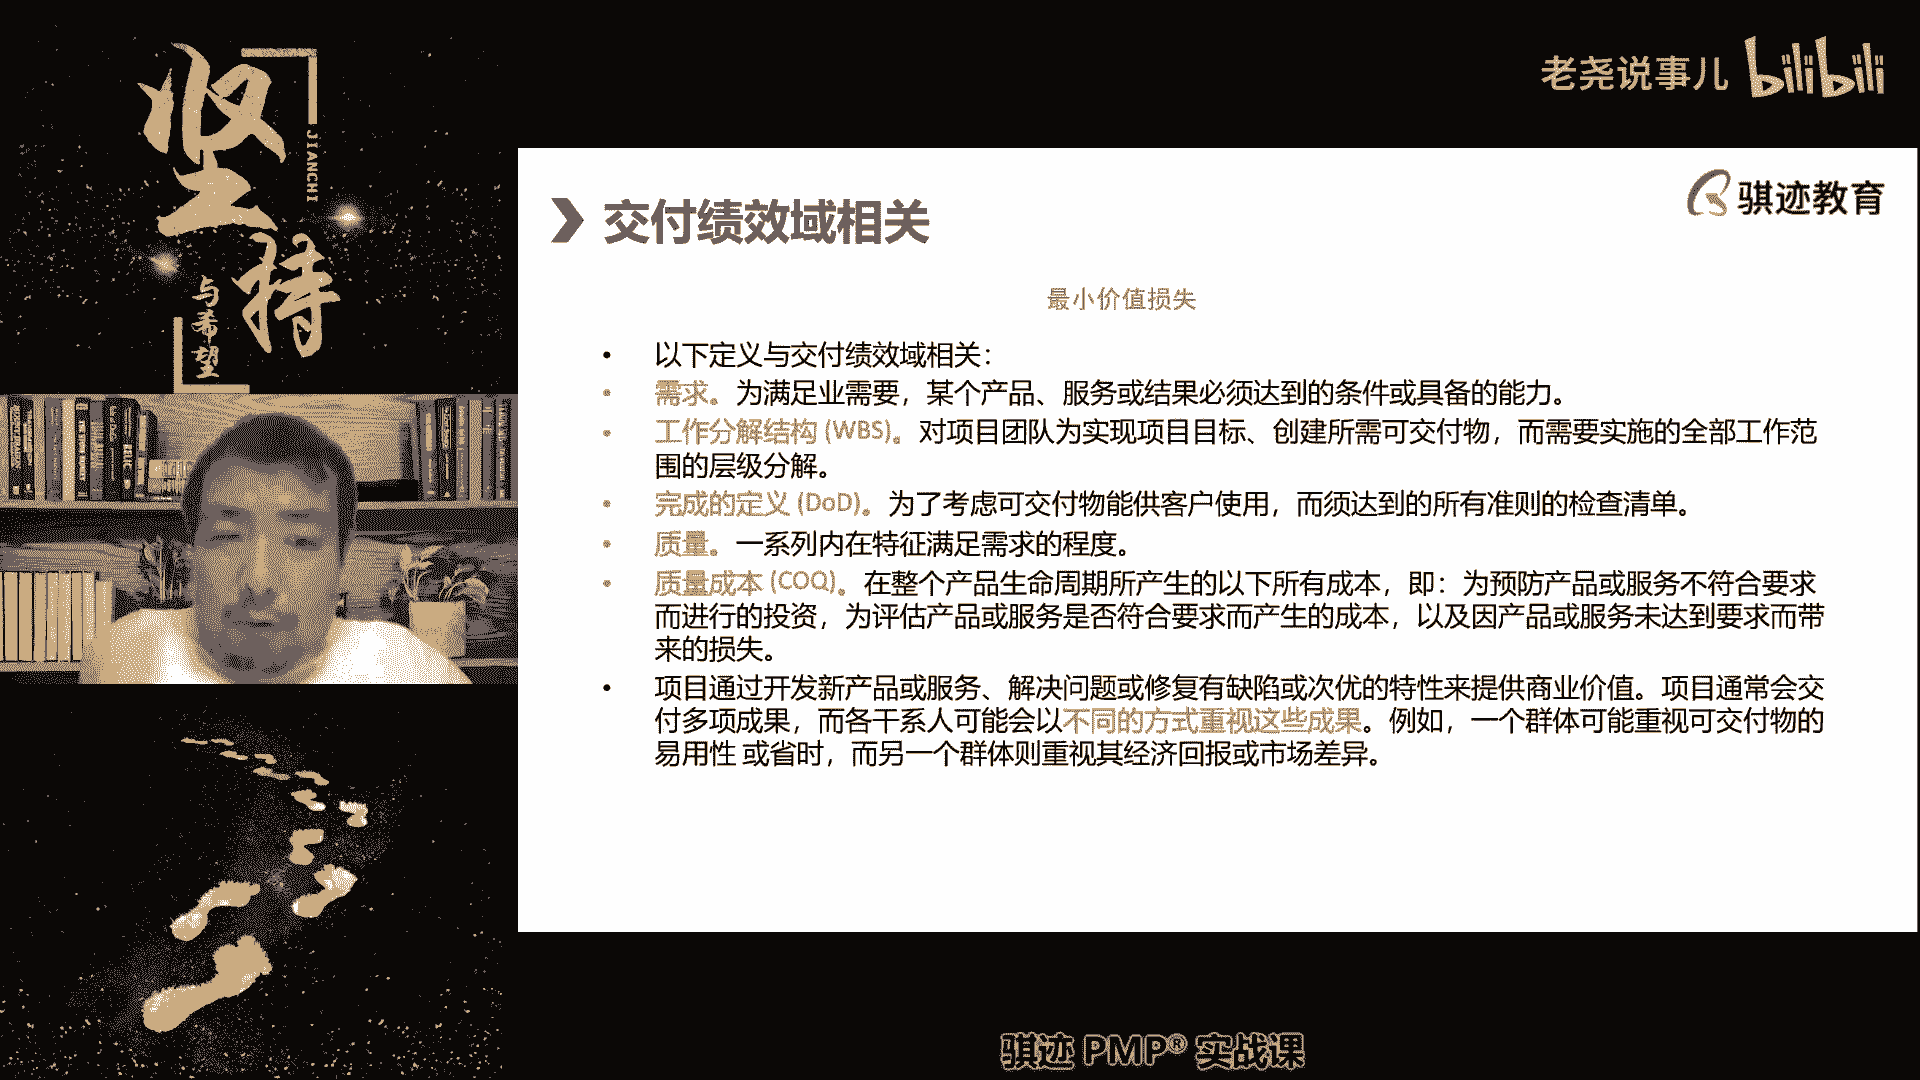 坚持
JIANCHI
与希望
老尧说事儿 bilibili
骐迹教育
交付绩效域相关
最小价值损失
• 以下定义与交付绩效域相关：
• 需求。为满足业需要，某个产品、服务或结果必须达到的条件或具备的能力。
• 工作分解结构 (WBS)。对项目团队为实现项目目标、创建所需可交付物，而需要实施的全部工作范
围的层级分解。
• 完成的定义 (DoD)。为了考虑可交付物能供客户使用，而须达到的所有准则的检查清单。
• 质量。一系列内在特征满足需求的程度。
• 质量成本 (COQ)。在整个产品生命周期所产生的以下所有成本，即：为预防产品或服务不符合要求
而进行的投资，为评估产品或服务是否符合要求而产生的成本，以及因产品或服务未达到要求而带
来的损失。
• 项目通过开发新产品或服务、解决问题或修复有缺陷或次优的特性来提供商业价值。项目通常会交
付多项成果，而各干系人可能会以不同的方式重视这些成果。例如，一个群体可能重视可交付物的
易用性 或省时，而另一个群体则重视其经济回报或市场差异。
骐迹 PMP® 实战课